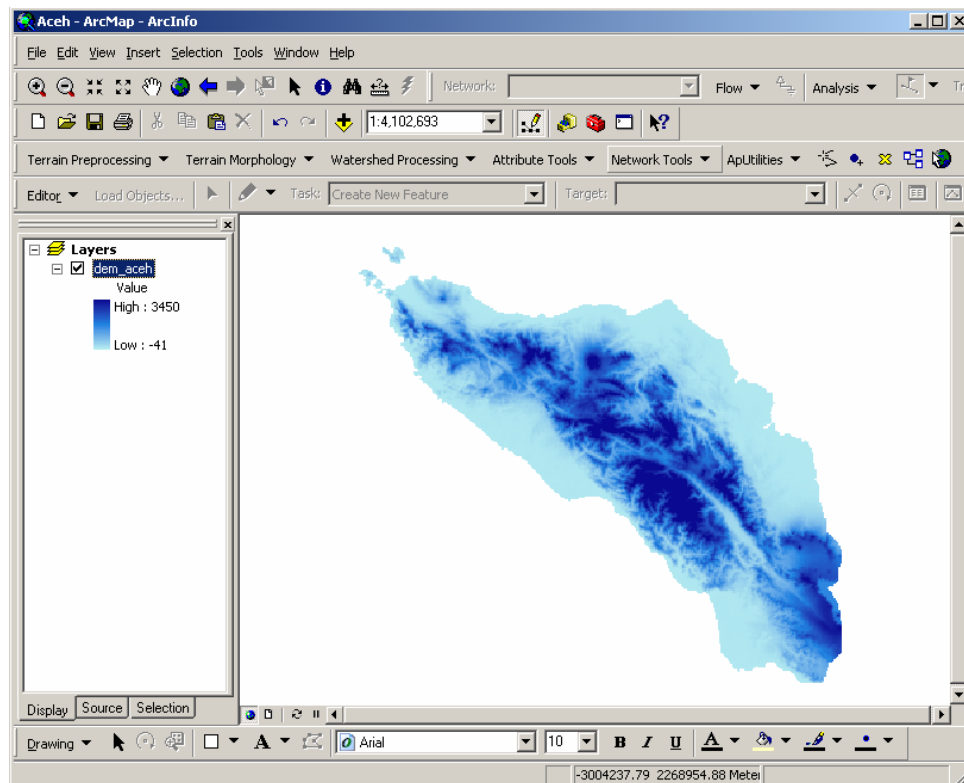 Aceh - ArcMap - ArcInfo
File Edit View Insert Selection Tools Window Help
Network: Flow Analysis
1:4,102,693
Terrain Preprocessing Terrain Morphology Watershed Processing Attribute Tools Network Tools ApUtilities
Editor Load Objects... Task: Create New Feature Target:
Layers
dem_aceh
Value
High : 3450
Low : -41
Display Source Selection
Drawing A Arial 10 B I U A
-3004237.79 2268954.88 Meter